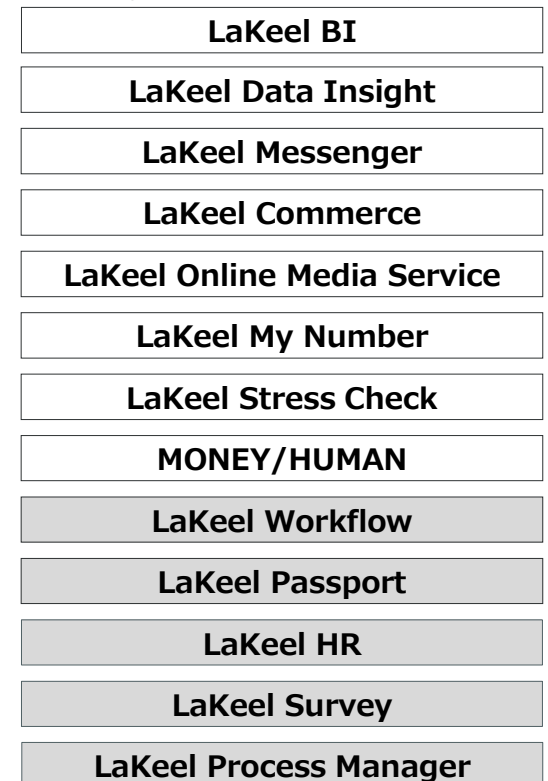 LaKeel BI
LaKeel Data Insight
LaKeel Messenger
LaKeel Commerce
LaKeel Online Media Service
LaKeel My Number
LaKeel Stress Check
MONEY/HUMAN
LaKeel Workflow
LaKeel Passport
LaKeel HR
LaKeel Survey
LaKeel Process Manager